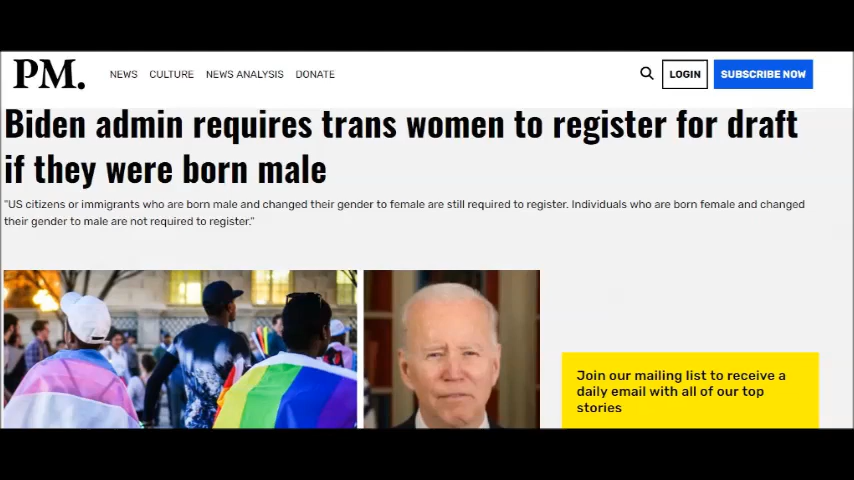 PM.
NEWS CULTURE NEWS ANALYSIS DONATE
LOGIN
SUBSCRIBE NOW
Biden admin requires trans women to register for draft
if they were born male
"US citizens or immigrants who are born male and changed their gender to female are still required to register. Individuals who are born female and changed
their gender to male are not required to register."
Join our mailing list to receive a
daily email with all of our top
stories